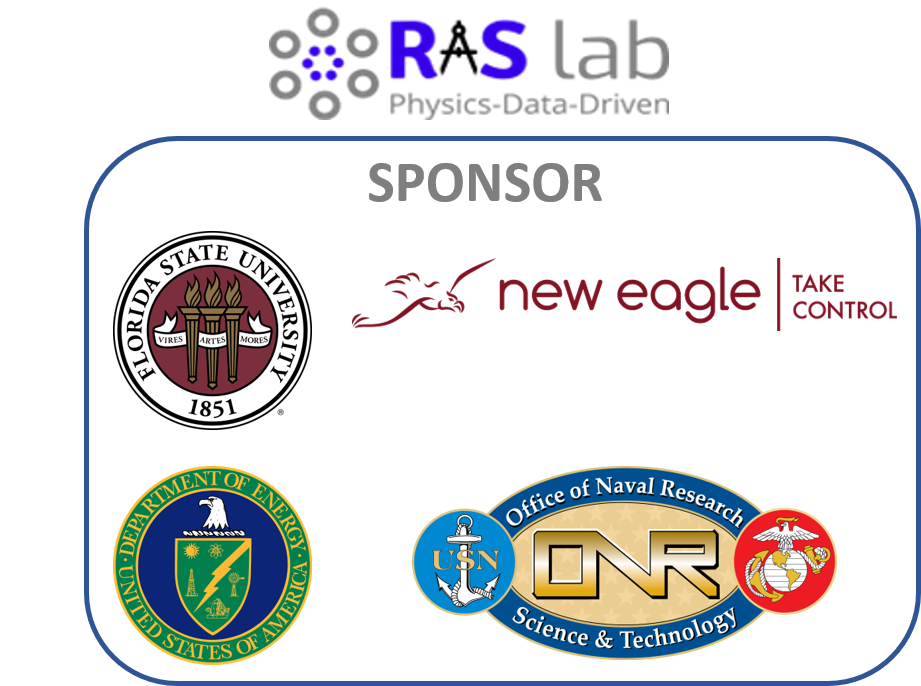 RAS lab
Physics-Data-Driven
SPONSOR
FLORIDA STATE UNIVERSITY
VIRES ARTES MORES
1851
®
new eagle
TAKE
CONTROL
DEPARTMENT OF ENERGY
UNITED STATES OF AMERICA
Office of Naval Research
USN
ONR
Science & Technology